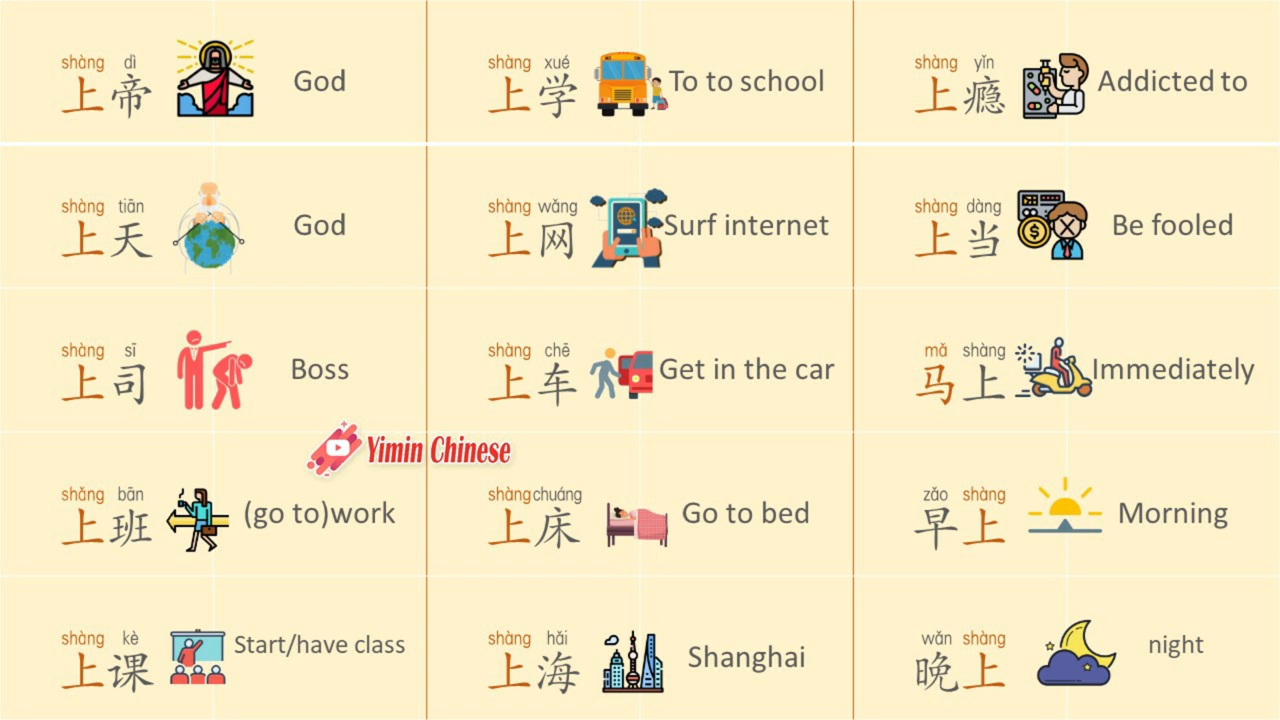 shàng dì
上帝
God
shàng xué
上学
To to school
shàng yǐn
上瘾
Addicted to
shàng tiān
上天
God
shàng wǎng
上网
Surf internet
shàng dàng
上当
Be fooled
shàng sī
上司
Boss
shàng chē
上车
Get in the car
mǎ shàng
马上
Immediately
Yimin Chinese
shǎng bān
上班
(go to)work
shàng chuáng
上床
Go to bed
zǎo shàng
早上
Morning
shàng kè
上课
Start/have class
shàng hǎi
上海
Shanghai
wǎn shàng
晚上
night